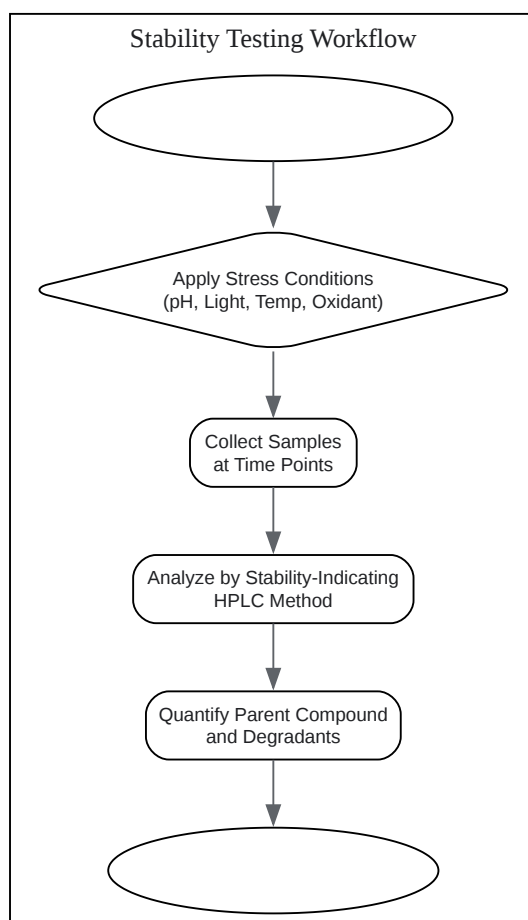 Stability Testing Workflow
Apply Stress Conditions
(pH, Light, Temp, Oxidant)
Collect Samples
at Time Points
Analyze by Stability-Indicating
HPLC Method
Quantify Parent Compound
and Degradants